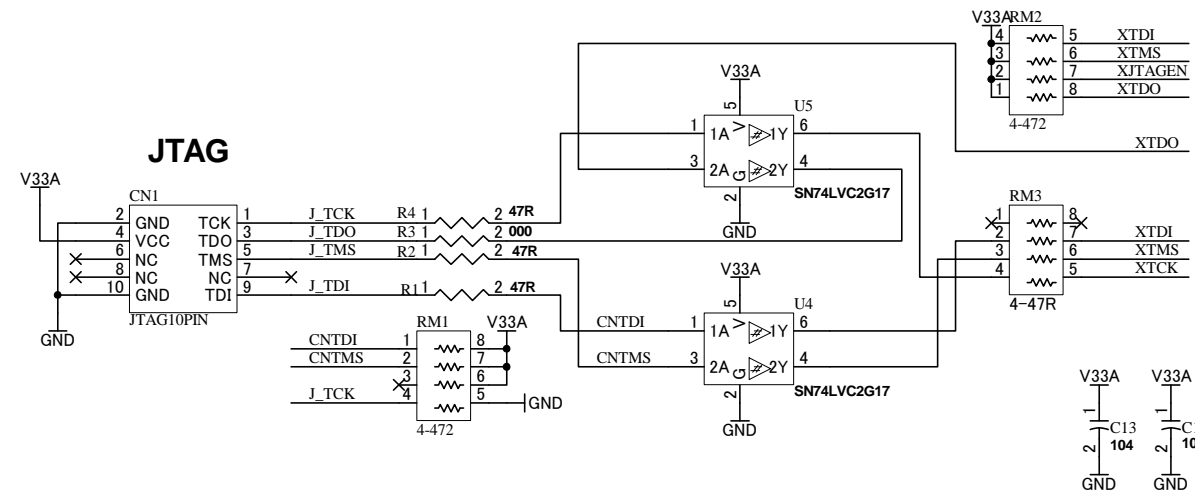 JTAG
V33A
CN1
2 GND TCK 1
4 VCC TDO 3
6 NC TMS 5
8 NC NC 7
10 GND TDI 9
JTAG10PIN
GND
J_TCK R4 1 2 47R
J_TDO R3 1 2 000
J_TMS R2 1 2 47R
J_TDI R1 1 2 47R
RM1
V33A
CNTDI 1 8
CNTMS 2 7
3 6
J_TCK 4 5 GND
4-472
V33A
5
U5
1 1A V 1Y 6
3 2A G 2Y 4
2
SN74LVC2G17
GND
V33A
5
U4
CNTDI 1 1A V 1Y 6
CNTMS 3 2A G 2Y 4
2
SN74LVC2G17
GND
V33A RM2
4 5 XTDI
3 6 XTMS
2 7 XJTAGEN
1 8 XTDO
4-472
XTDO
RM3
1 8
2 7 XTDI
3 6 XTMS
4 5 XTCK
4-47R
V33A V33A
1 1
C13
104
2 2
GND GND